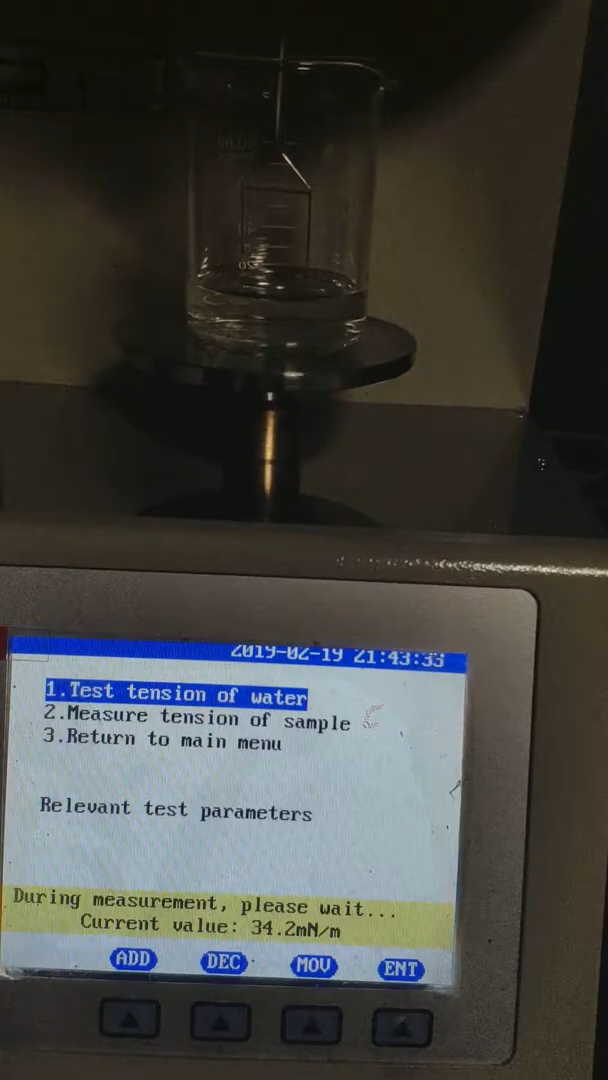 2019-02-19 21:43:33
1.Test tension of water
2.Measure tension of sample
3.Return to main menu
Relevant test parameters
During measurement, please wait...
Current value: 34.2mN/m
ADD DEC MOV ENT